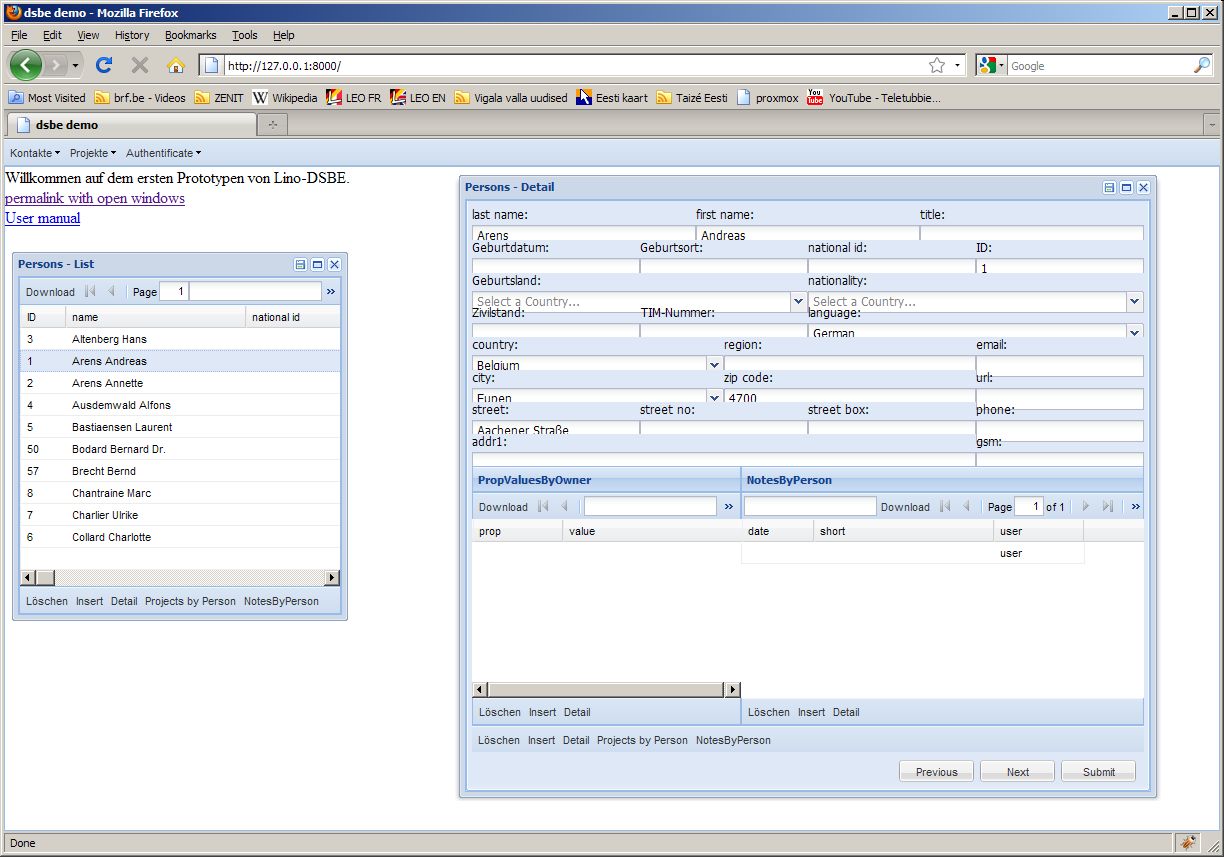 dsbe demo - Mozilla Firefox
File Edit View History Bookmarks Tools Help
http://127.0.0.1:8000/ Google
Most Visited brf.be - Videos ZENIT W Wikipedia LEO FR LEO EN Vigala valla uudised Eesti kaart Taizé Eesti proxmox You Tube YouTube - Teletubbie...
dsbe demo
Kontakte Projekte Authentificate
Willkommen auf dem ersten Prototypen von Lino-DSBE.
permalink with open windows
User manual
Persons - List
Download Page 1 »
ID name national id
3 Altenberg Hans
1 Arens Andreas
2 Arens Annette
4 Ausdemwald Alfons
5 Bastiaensen Laurent
50 Bodard Bernard Dr.
57 Brecht Bernd
8 Chantraine Marc
7 Charlier Ulrike
6 Collard Charlotte
Löschen Insert Detail Projects by Person NotesByPerson
Persons - Detail
last name: first name: title:
Arens Andreas
Geburtdatum: Geburtsort: national id: ID:
1
Geburtsland: nationality:
Select a Country... Select a Country...
Zivilstand: TIM-Nummer: language:
German
country: region: email:
Belgium
city: zip code: url:
Eupen 4700
street: street no: street box: phone:
Aachener Straße
addr1: gsm:
PropValuesByOwner NotesByPerson
Download » Download Page 1 of 1 »
prop value date short user
user
Löschen Insert Detail Löschen Insert Detail
Löschen Insert Detail Projects by Person NotesByPerson
Previous Next Submit
Done